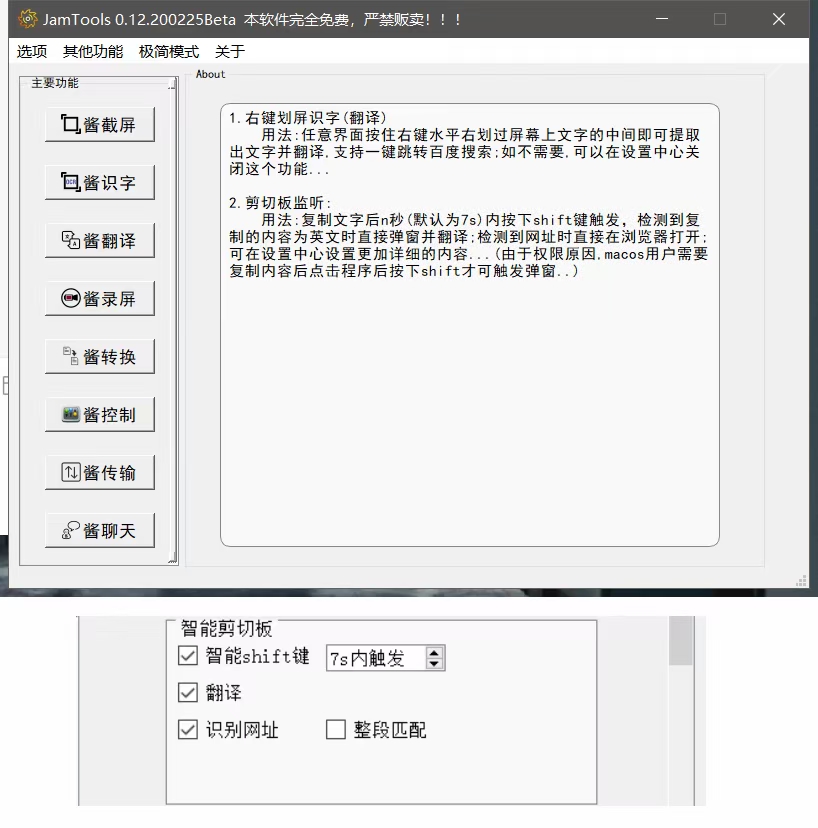 JamTools 0.12.200225Beta 本软件完全免费，严禁贩卖！！！
选项 其他功能 极简模式 关于
主要功能
酱截屏
酱识字
酱翻译
酱录屏
酱转换
酱控制
酱传输
酱聊天
About
1.右键划屏识字(翻译)
用法:任意界面按住右键水平右划过屏幕上文字的中间即可提取
出文字并翻译,支持一键跳转百度搜索;如不需要,可以在设置中心关
闭这个功能...
2.剪切板监听:
用法:复制文字后n秒(默认为7s)内按下shift键触发，检测到复
制的内容为英文时直接弹窗并翻译;检测到网址时直接在浏览器打开;
可在设置中心设置更加详细的内容...(由于权限原因,macos用户需要
复制内容后点击程序后按下shift才可触发弹窗..)
智能剪切板
智能shift键 7s内触发
翻译
识别网址 整段匹配